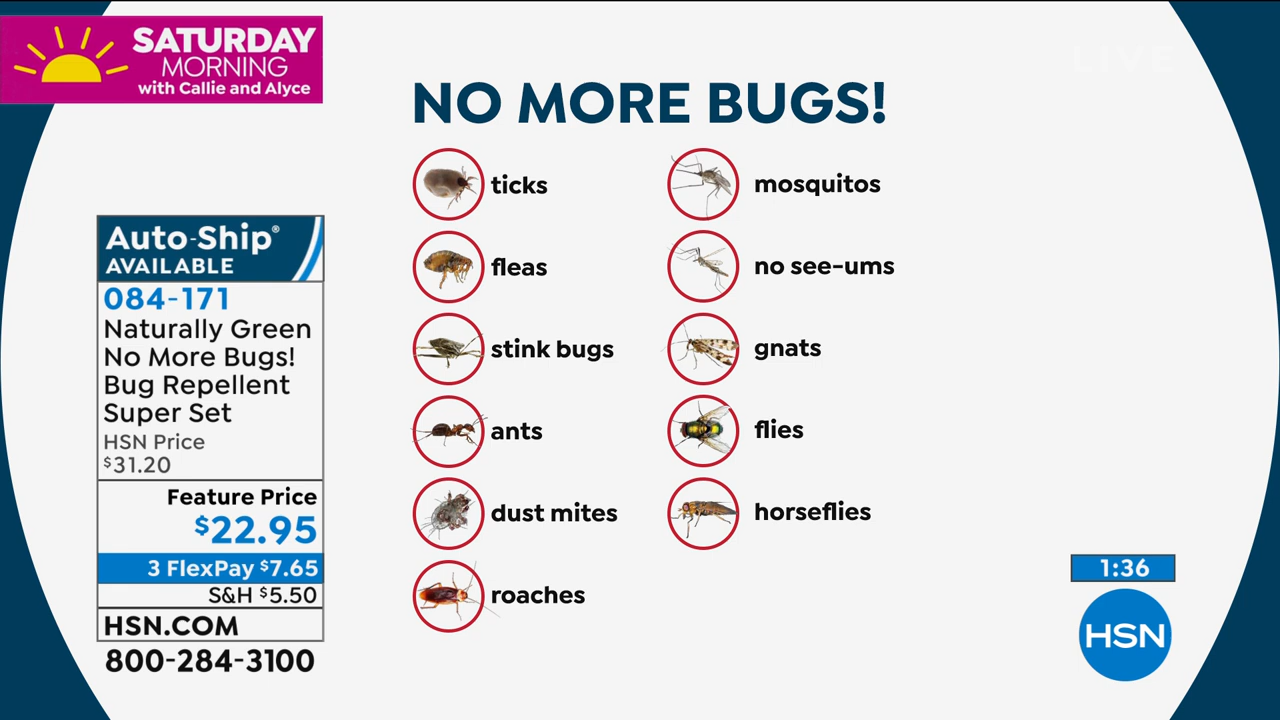 SATURDAY
MORNING
with Callie and Alyce
LIVE
NO MORE BUGS!
ticks
fleas
stink bugs
ants
dust mites
roaches
mosquitos
no see-ums
gnats
flies
horseflies
Auto-Ship®
AVAILABLE
084-171
Naturally Green
No More Bugs!
Bug Repellent
Super Set
HSN Price
$31.20
Feature Price
$22.95
3 FlexPay $7.65
S&H $5.50
HSN.COM
800-284-3100
1:36
HSN